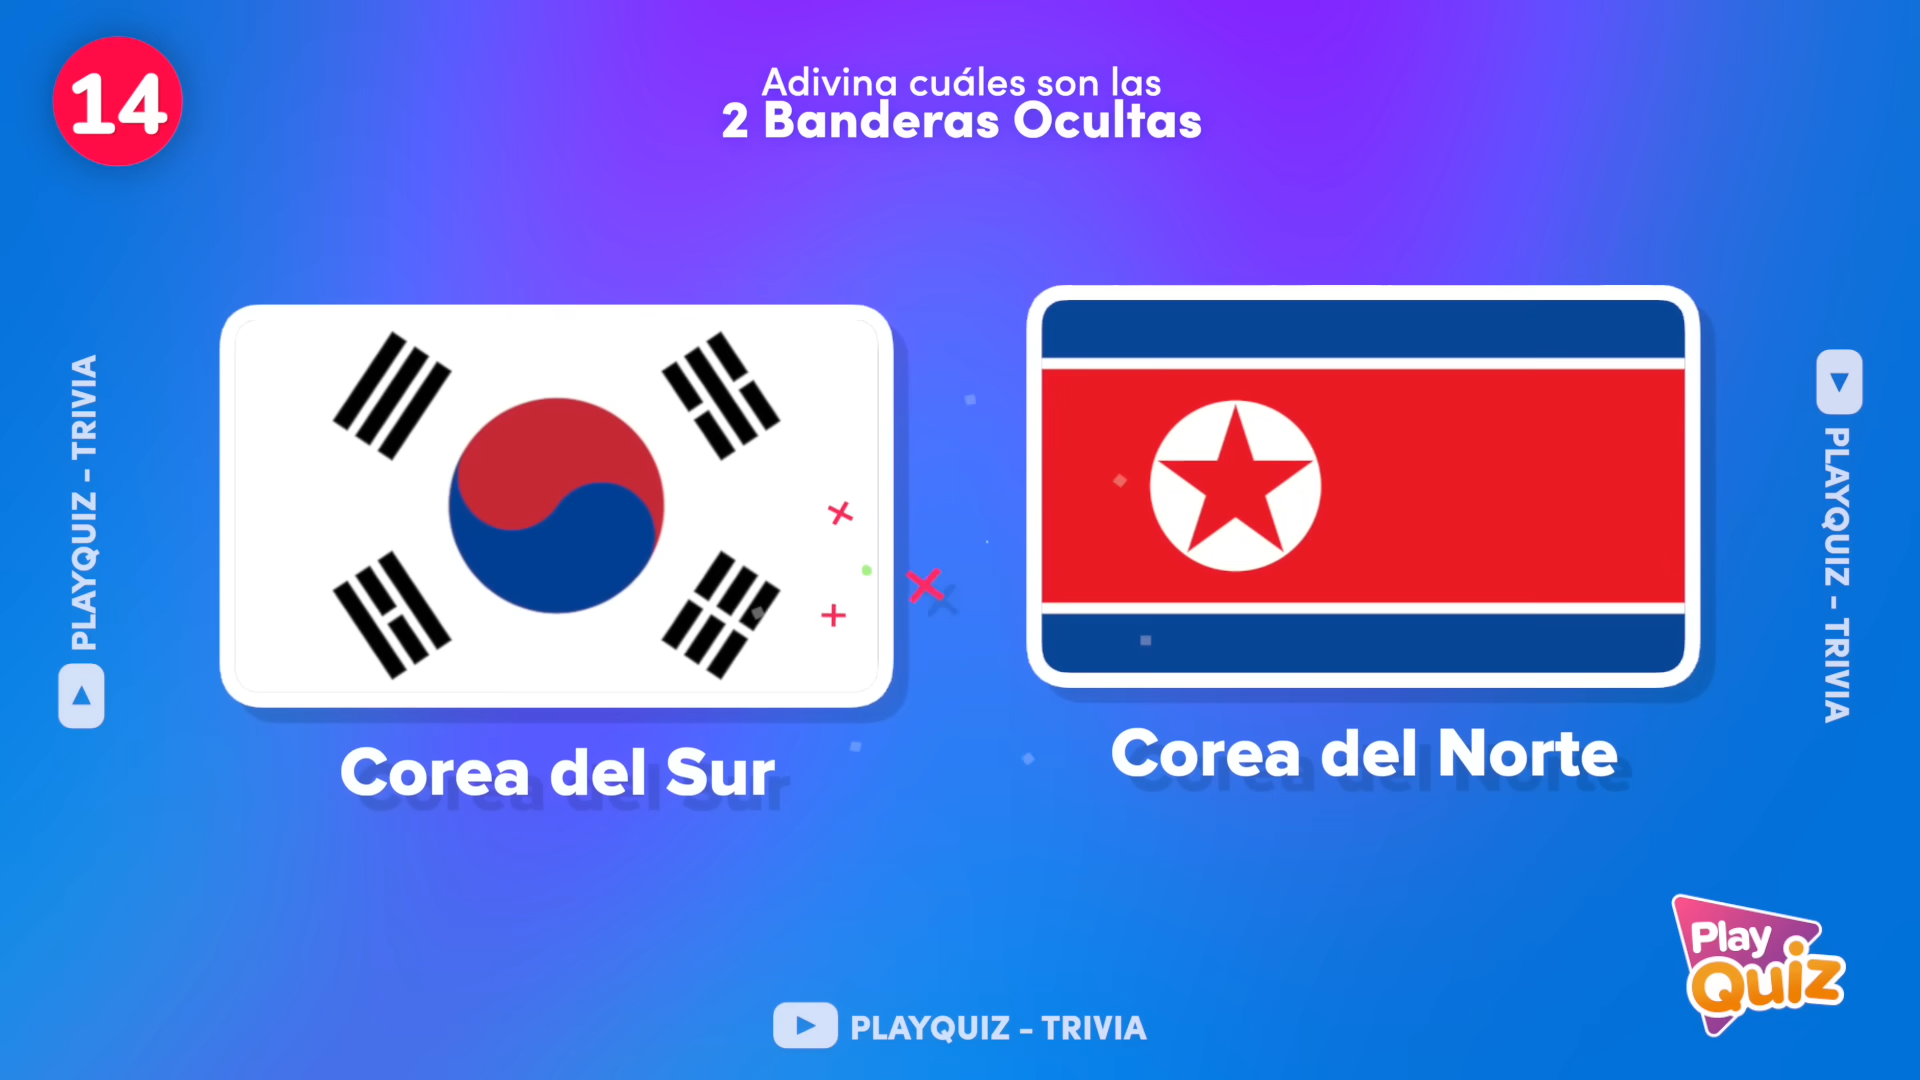 14
Adivina cuáles son las
2 Banderas Ocultas
PLAYQUIZ - TRIVIA
PLAYQUIZ - TRIVIA
Corea del Sur
Corea del Norte
Play
Quiz
PLAYQUIZ - TRIVIA